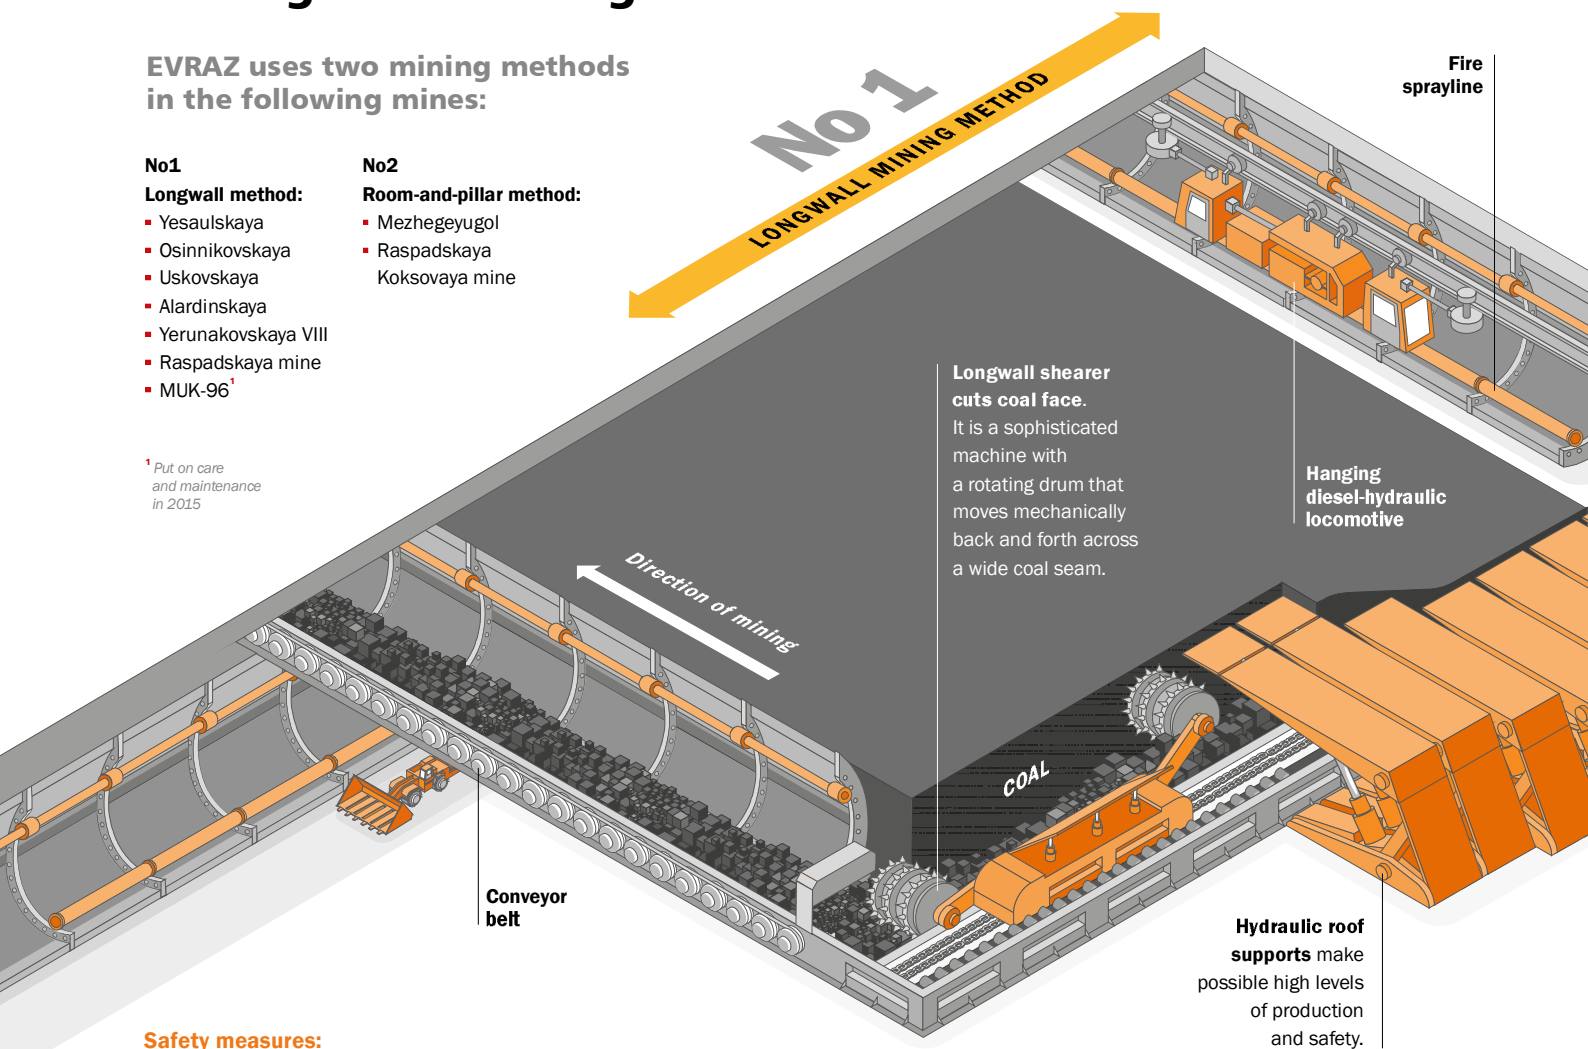 EVRAZ uses two mining methods
in the following mines:
No1
Longwall method:
Yesaulskaya
Osinnikovskaya
Uskovskaya
Alardinskaya
Yerunakovskaya VIII
Raspadskaya mine
MUK-96¹
No2
Room-and-pillar method:
Mezhegeyugol
Raspadskaya
Koksovaya mine
¹ Put on care
and maintenance
in 2015
No 1
LONGWALL MINING METHOD
Fire
sprayline
Longwall shearer
cuts coal face.
It is a sophisticated
machine with
a rotating drum that
moves mechanically
back and forth across
a wide coal seam.
Hanging
diesel-hydraulic
locomotive
Direction of mining
COAL
Conveyor
belt
Hydraulic roof
supports make
possible high levels
of production
and safety.
Safety measures: